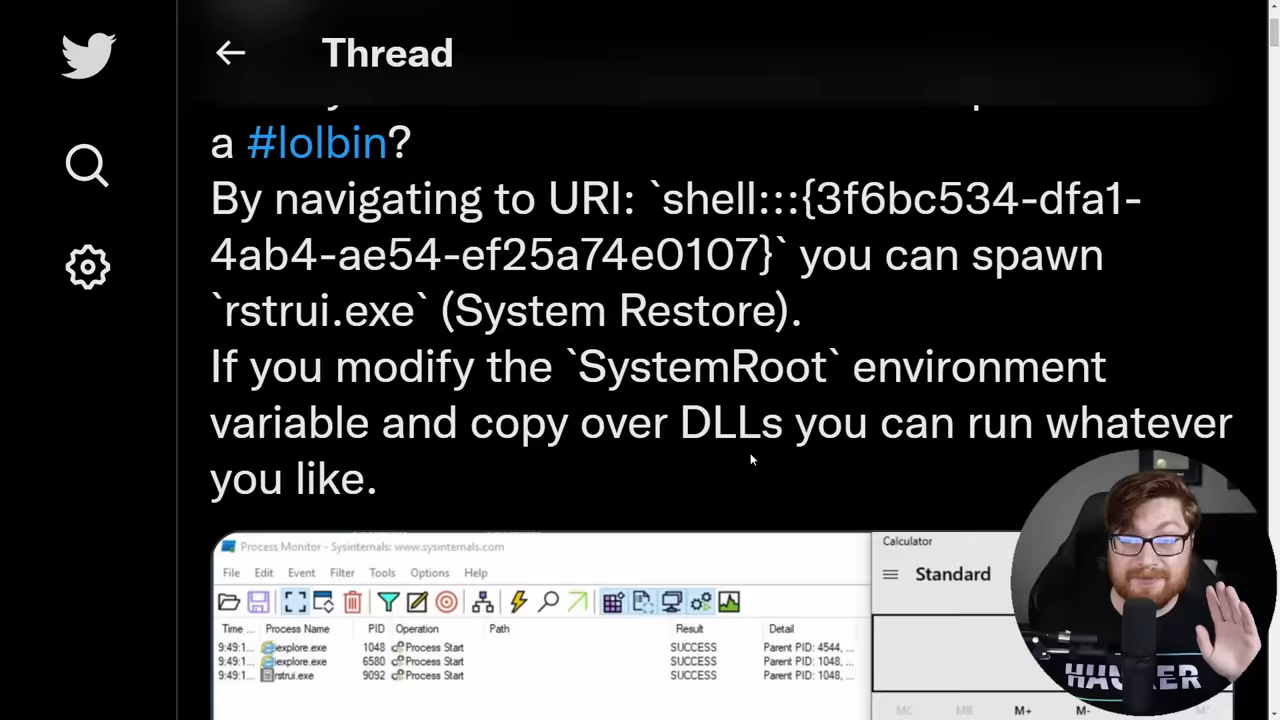 Thread
a #lolbin?
By navigating to URI: `shell:::{3f6bc534-dfa1-
4ab4-ae54-ef25a74e0107}` you can spawn
`rstrui.exe` (System Restore).
If you modify the `SystemRoot` environment
variable and copy over DLLs you can run whatever
you like.
Process Monitor - Sysinternals: www.sysinternals.com
File Edit Event Filter Tools Options Help
Time ... Process Name PID Operation Path Result Detail
9:49:1... iexplore.exe 1048 Process Start SUCCESS Parent PID: 4544, ...
9:49:1... iexplore.exe 6580 Process Start SUCCESS Parent PID: 1048, ...
9:49:1... rstrui.exe 9092 Process Start SUCCESS Parent PID: 1048, ...
Calculator
Standard
MC MR M+ M-